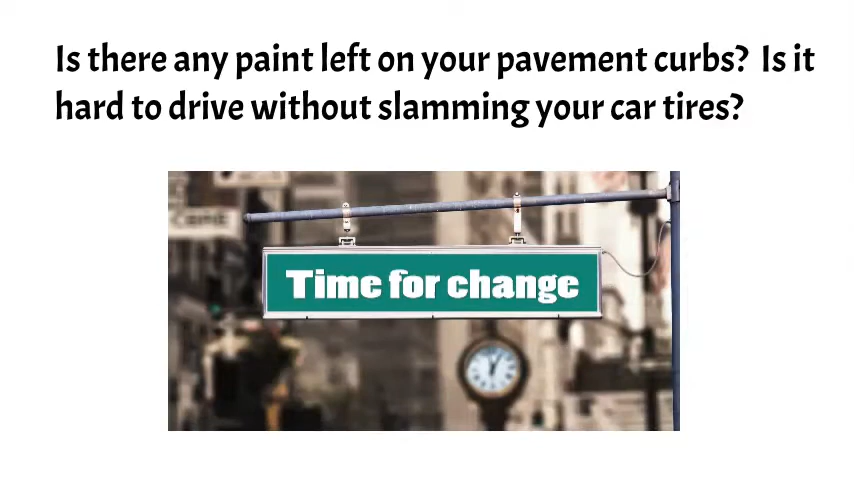 Is there any paint left on your pavement curbs? Is it
hard to drive without slamming your car tires?
Time for change